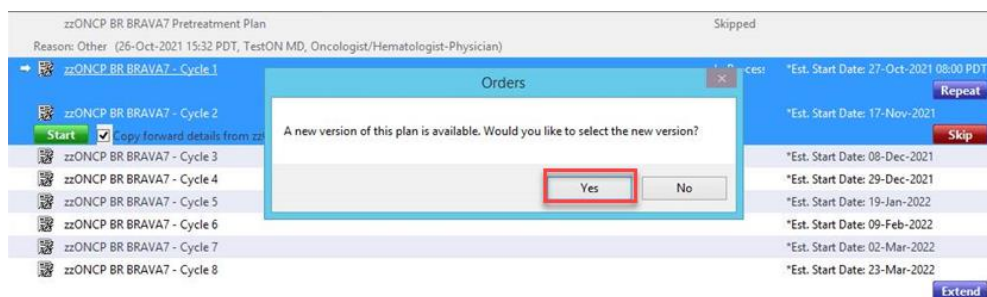 zzONCP BR BRAVA7 Pretreatment Plan Skipped
Reason: Other (26-Oct-2021 15:32 PDT, TestON MD, Oncologist/Hematologist-Physician)
zzONCP BR BRAVA7 - Cycle 1 *Est. Start Date: 27-Oct-2021 08:00 PDT
Repeat
Orders
zzONCP BR BRAVA7 - Cycle 2 *Est. Start Date: 17-Nov-2021
Start Copy forward details from Skip
A new version of this plan is available. Would you like to select the new version?
Yes No
zzONCP BR BRAVA7 - Cycle 3 *Est. Start Date: 08-Dec-2021
zzONCP BR BRAVA7 - Cycle 4 *Est. Start Date: 29-Dec-2021
zzONCP BR BRAVA7 - Cycle 5 *Est. Start Date: 19-Jan-2022
zzONCP BR BRAVA7 - Cycle 6 *Est. Start Date: 09-Feb-2022
zzONCP BR BRAVA7 - Cycle 7 *Est. Start Date: 02-Mar-2022
zzONCP BR BRAVA7 - Cycle 8 *Est. Start Date: 23-Mar-2022
Extend